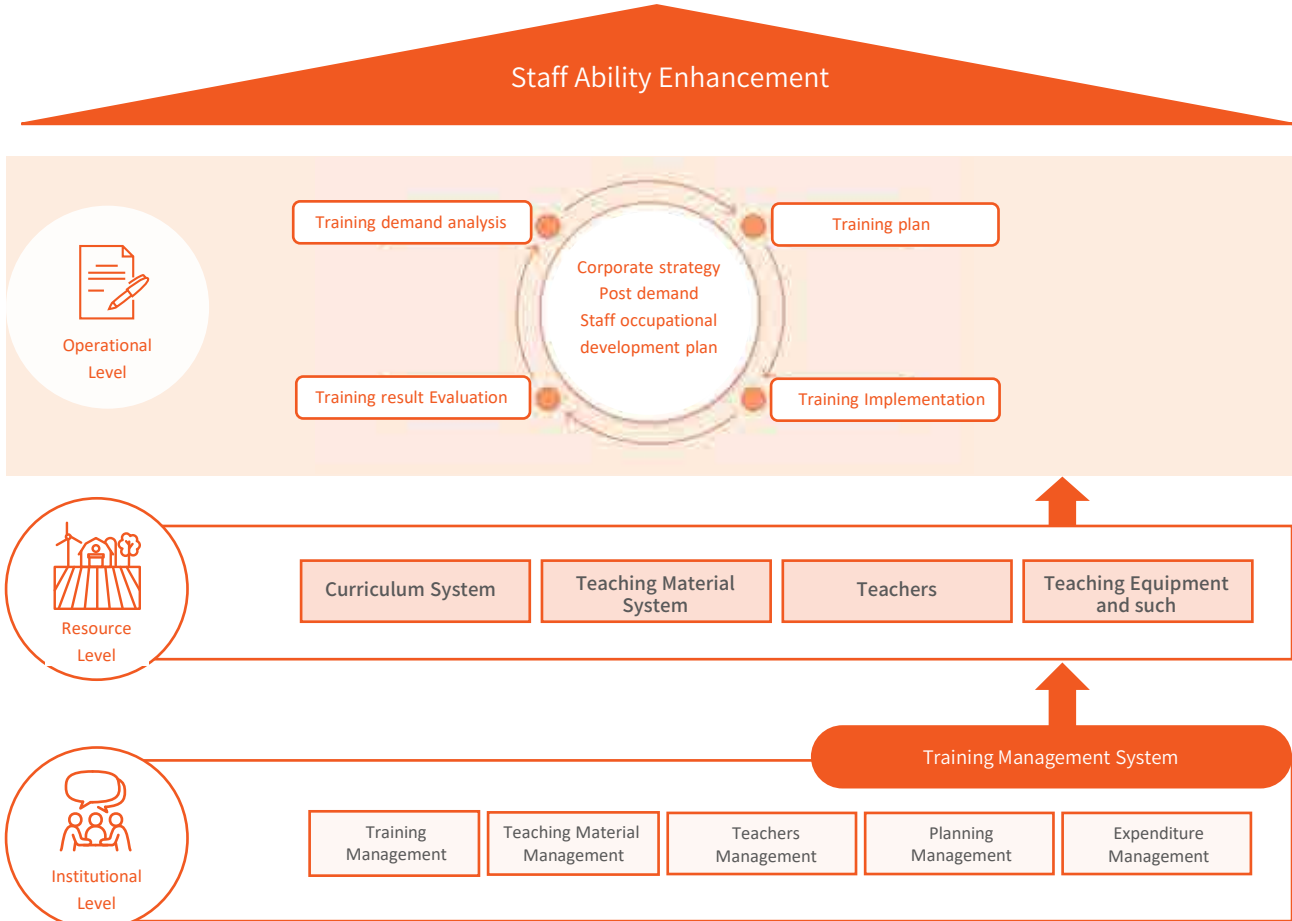 Staff Ability Enhancement
Operational
Level
Training demand analysis
Training plan
Corporate strategy
Post demand
Staff occupational
development plan
Training result Evaluation
Training Implementation
Resource
Level
Curriculum System
Teaching Material
System
Teachers
Teaching Equipment
and such
Training Management System
Institutional
Level
Training
Management
Teaching Material
Management
Teachers
Management
Planning
Management
Expenditure
Management